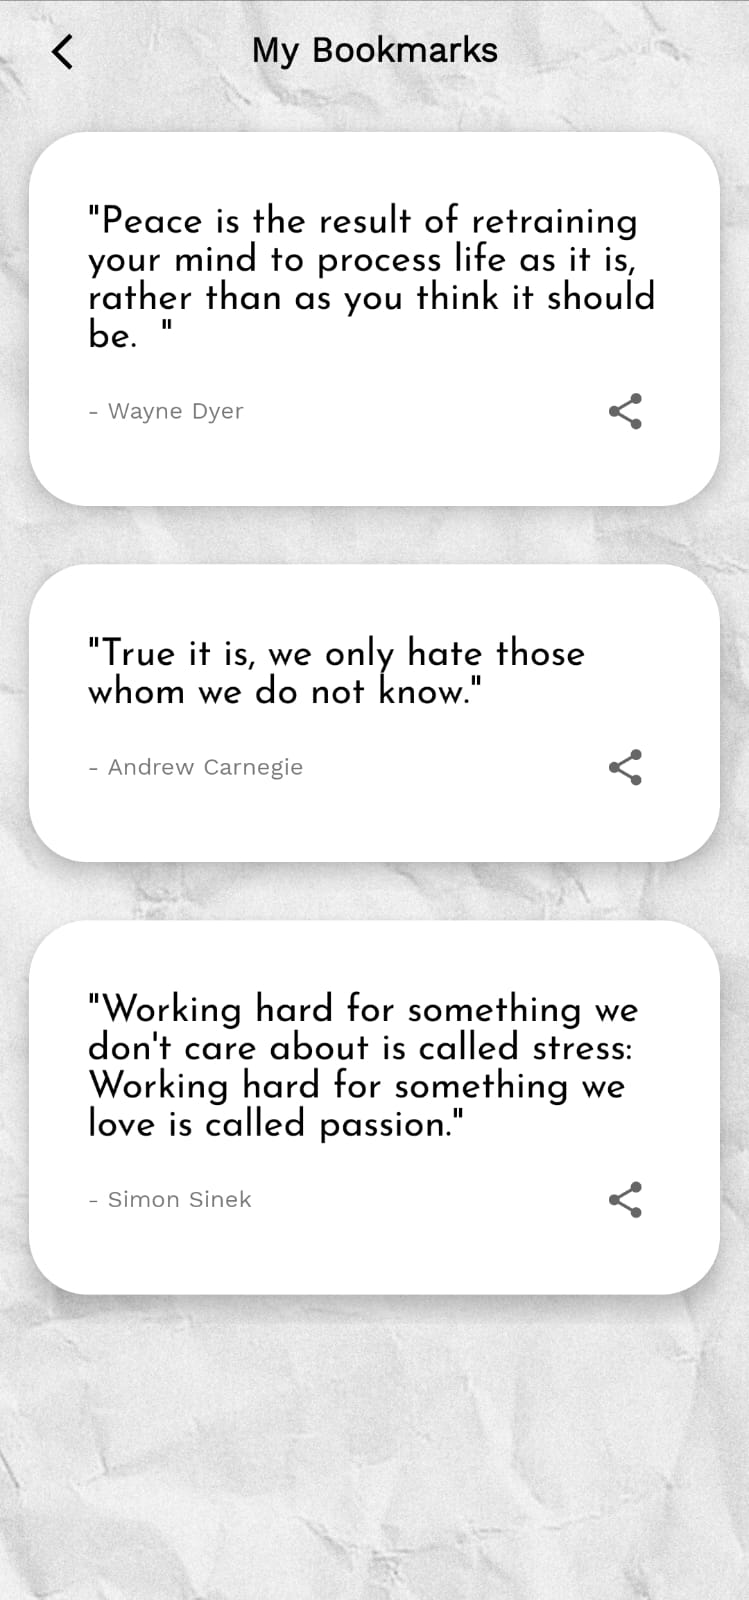 My Bookmarks
"Peace is the result of retraining
your mind to process life as it is,
rather than as you think it should
be.  "
- Wayne Dyer
"True it is, we only hate those
whom we do not know."
- Andrew Carnegie
"Working hard for something we
don't care about is called stress:
Working hard for something we
love is called passion."
- Simon Sinek